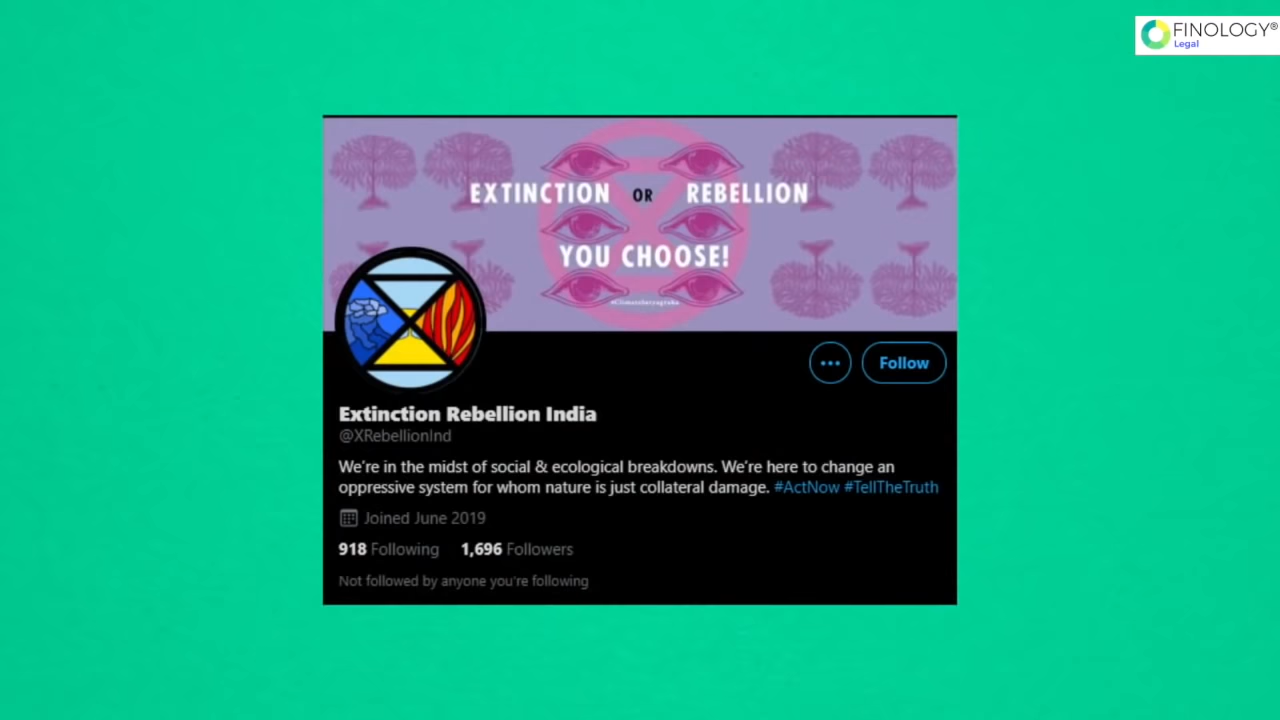 FINOLOGY®
Legal
EXTINCTION OR REBELLION
YOU CHOOSE!
Extinction Rebellion India
@XRebellionInd
Follow
We're in the midst of social & ecological breakdowns. We're here to change an
oppressive system for whom nature is just collateral damage. #ActNow #TellTheTruth
Joined June 2019
918 Following 1,696 Followers
Not followed by anyone you're following